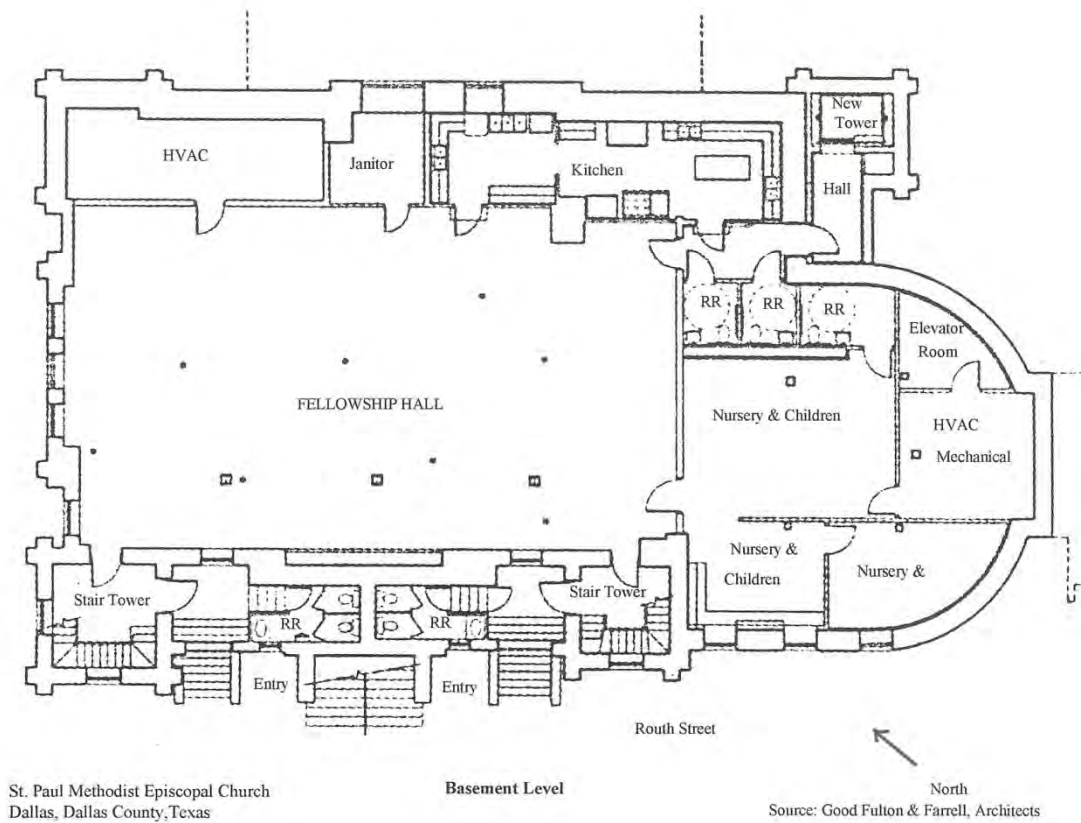 New
Tower
HVAC
Janitor
Kitchen
Hall
RR
RR
RR
Elevator
Room
FELLOWSHIP HALL
Nursery & Children
HVAC
Mechanical
Nursery &
Children
Nursery &
Stair Tower
Stair Tower
RR
RR
Entry
Entry
Routh Street
St. Paul Methodist Episcopal Church
Dallas, Dallas County,Texas
Basement Level
North
Source: Good Fulton & Farrell, Architects